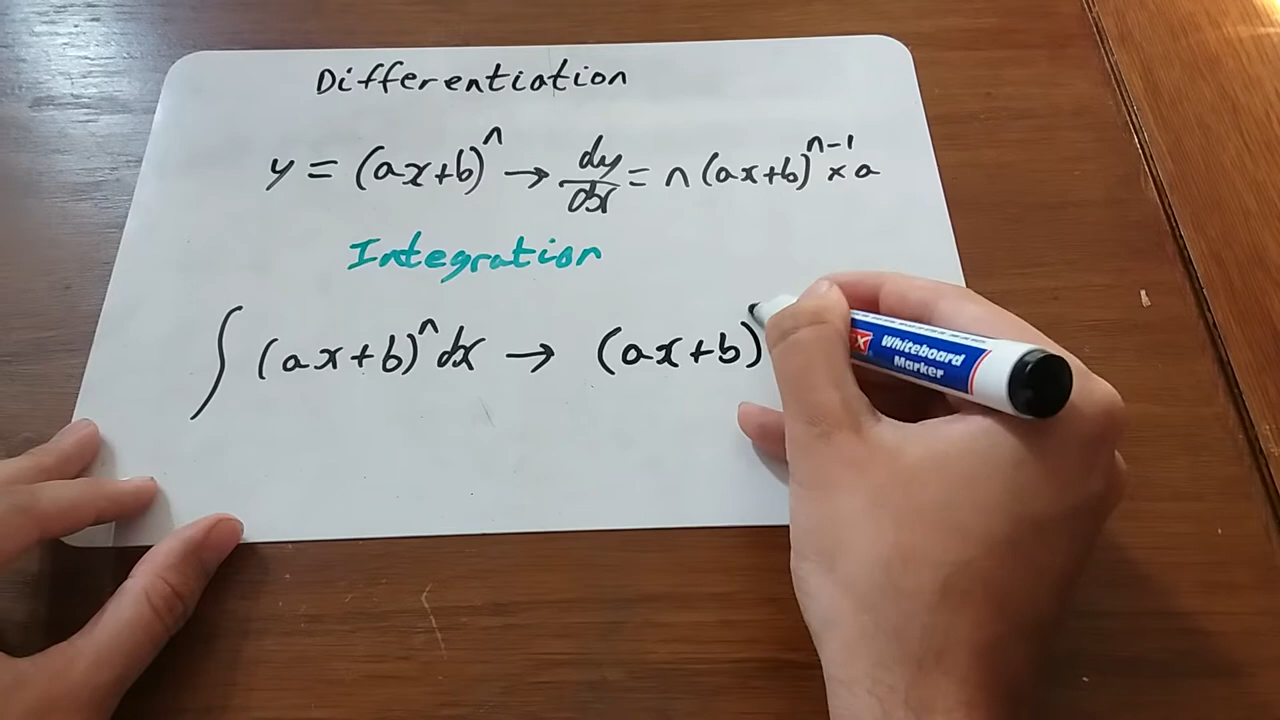 Differentiation
y = (ax+b)^n → dy/dx = n(ax+b)^{n-1} × a
Integration
∫ (ax+b)^n dx → (ax+b)
Whiteboard
Marker